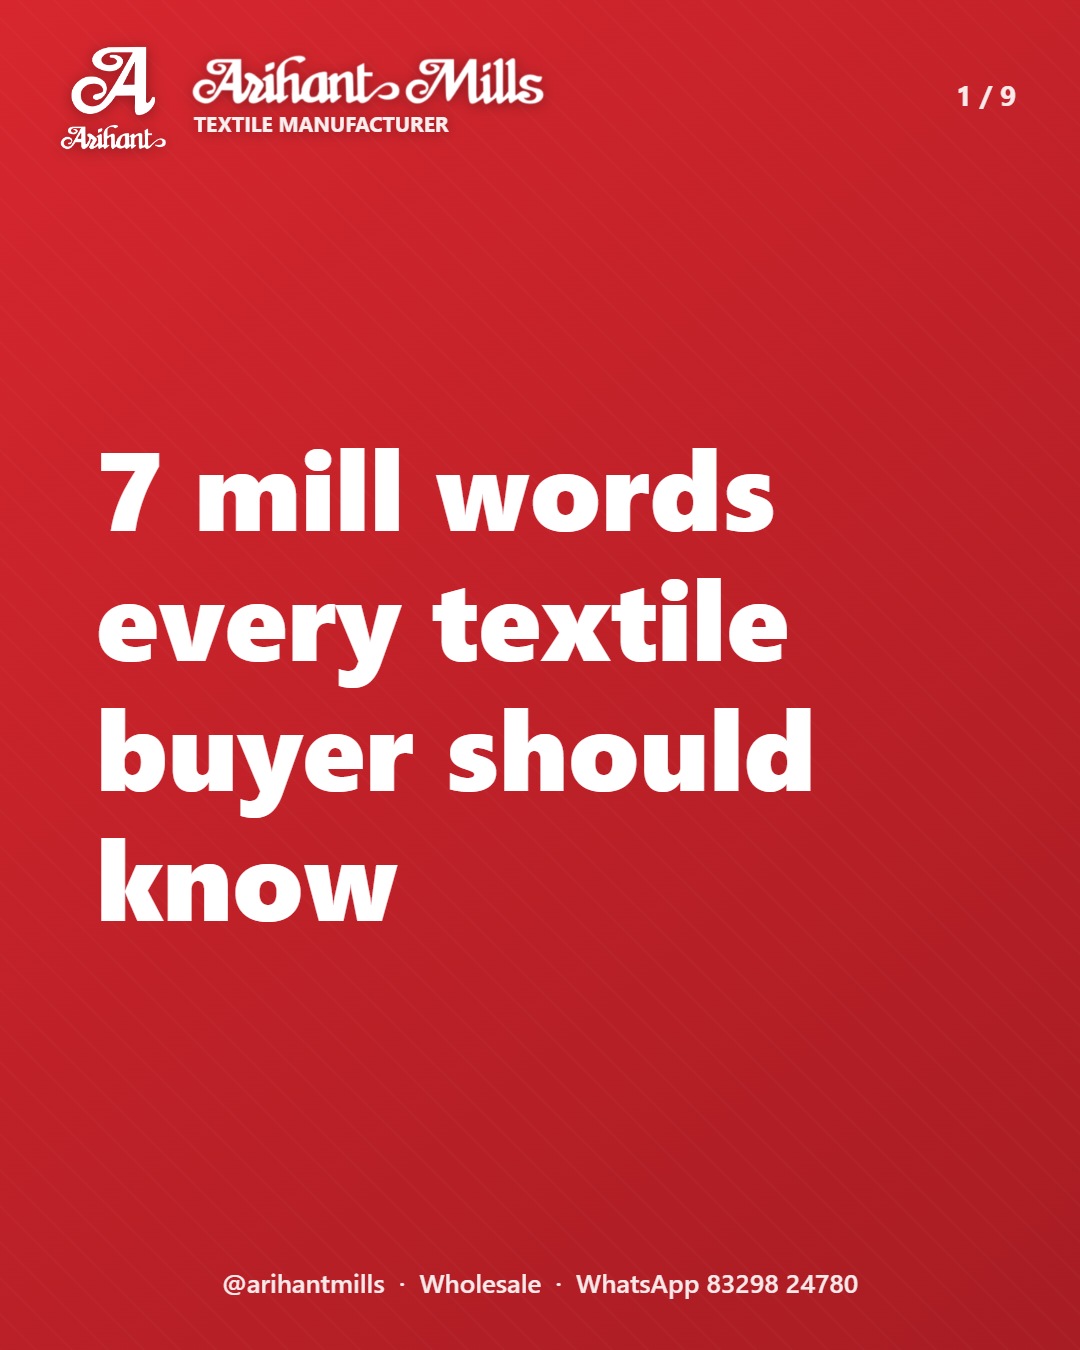 A
Arihant
Arihant Mills
TEXTILE MANUFACTURER
1 / 9
7 mill words
every textile
buyer should
know
@arihantmills · Wholesale · WhatsApp 83298 24780